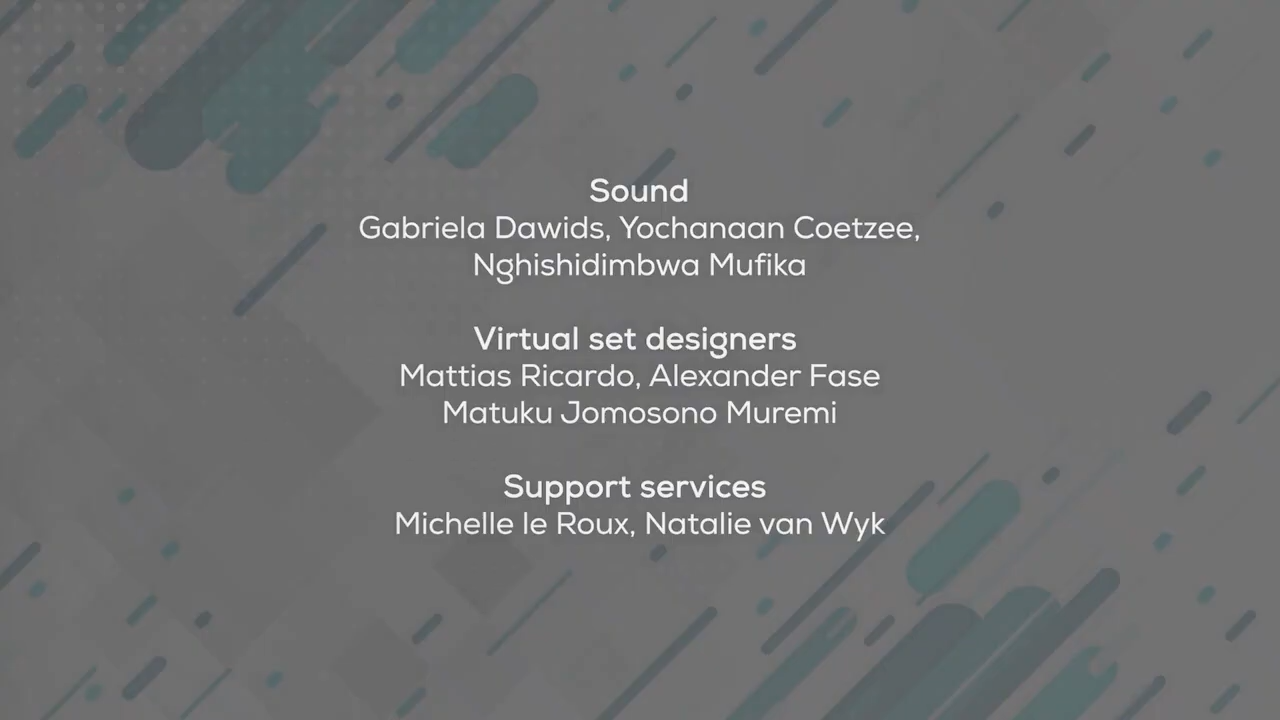 Sound
Gabriela Dawids, Yochanaan Coetzee,
Nghishidimbwa Mufika
Virtual set designers
Mattias Ricardo, Alexander Fase
Matuku Jomosono Muremi
Support services
Michelle le Roux, Natalie van Wyk